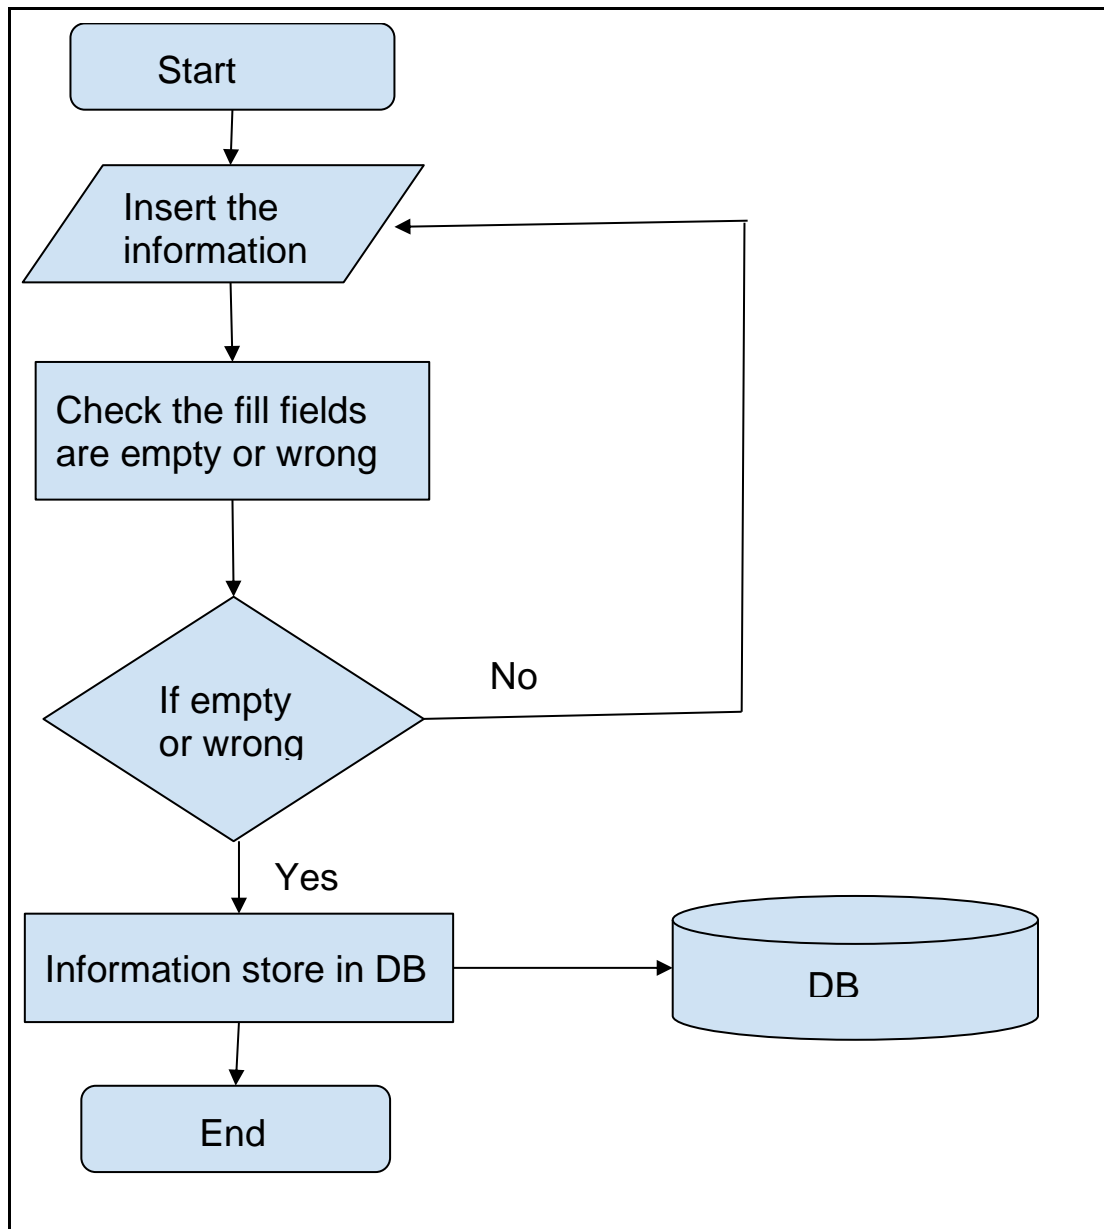 Start
Insert the
information
Check the fill fields
are empty or wrong
No
If empty
or wrong
Yes
Information store in DB
DB
End